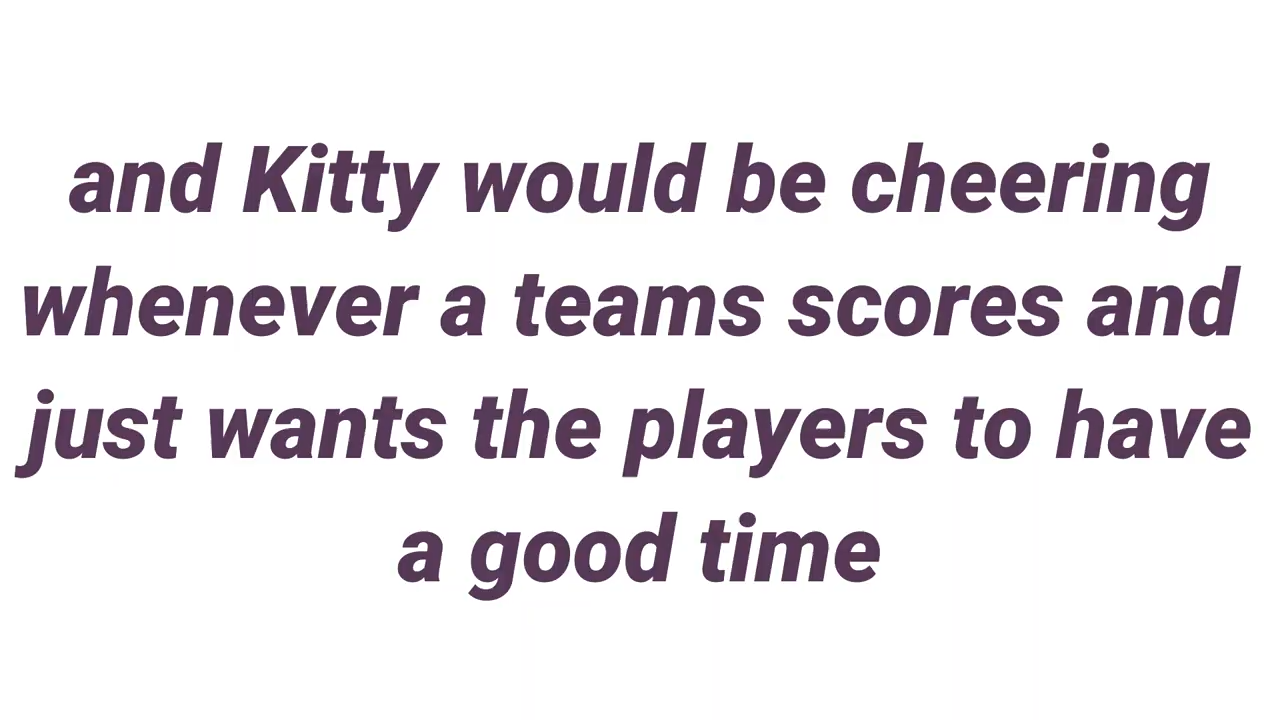 and Kitty would be cheering
whenever a teams scores and
just wants the players to have
a good time